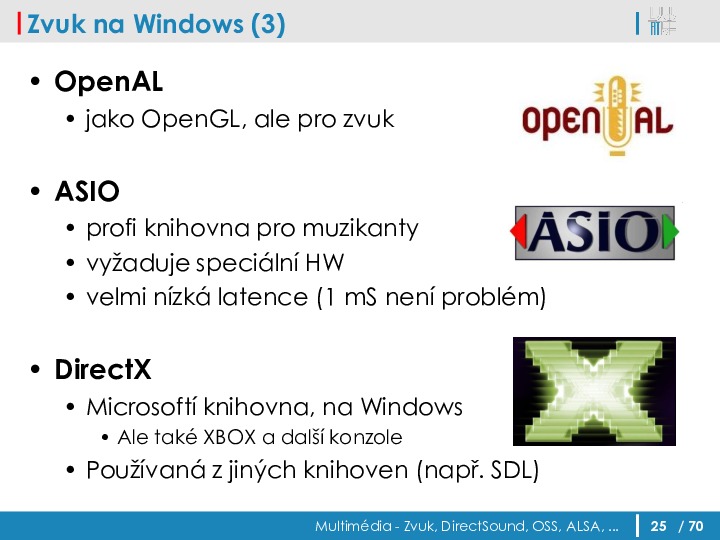 Zvuk na Windows (3)
• OpenAL
• jako OpenGL, ale pro zvuk
OPEN AL
• ASIO
• profi knihovna pro muzikanty
• vyžaduje speciální HW
• velmi nízká latence (1 mS není problém)
ASIO
• DirectX
• Microsoftí knihovna, na Windows
• Ale také XBOX a další konzole
• Používaná z jiných knihoven (např. SDL)
Multimédia - Zvuk, DirectSound, OSS, ALSA, ... 25 / 70